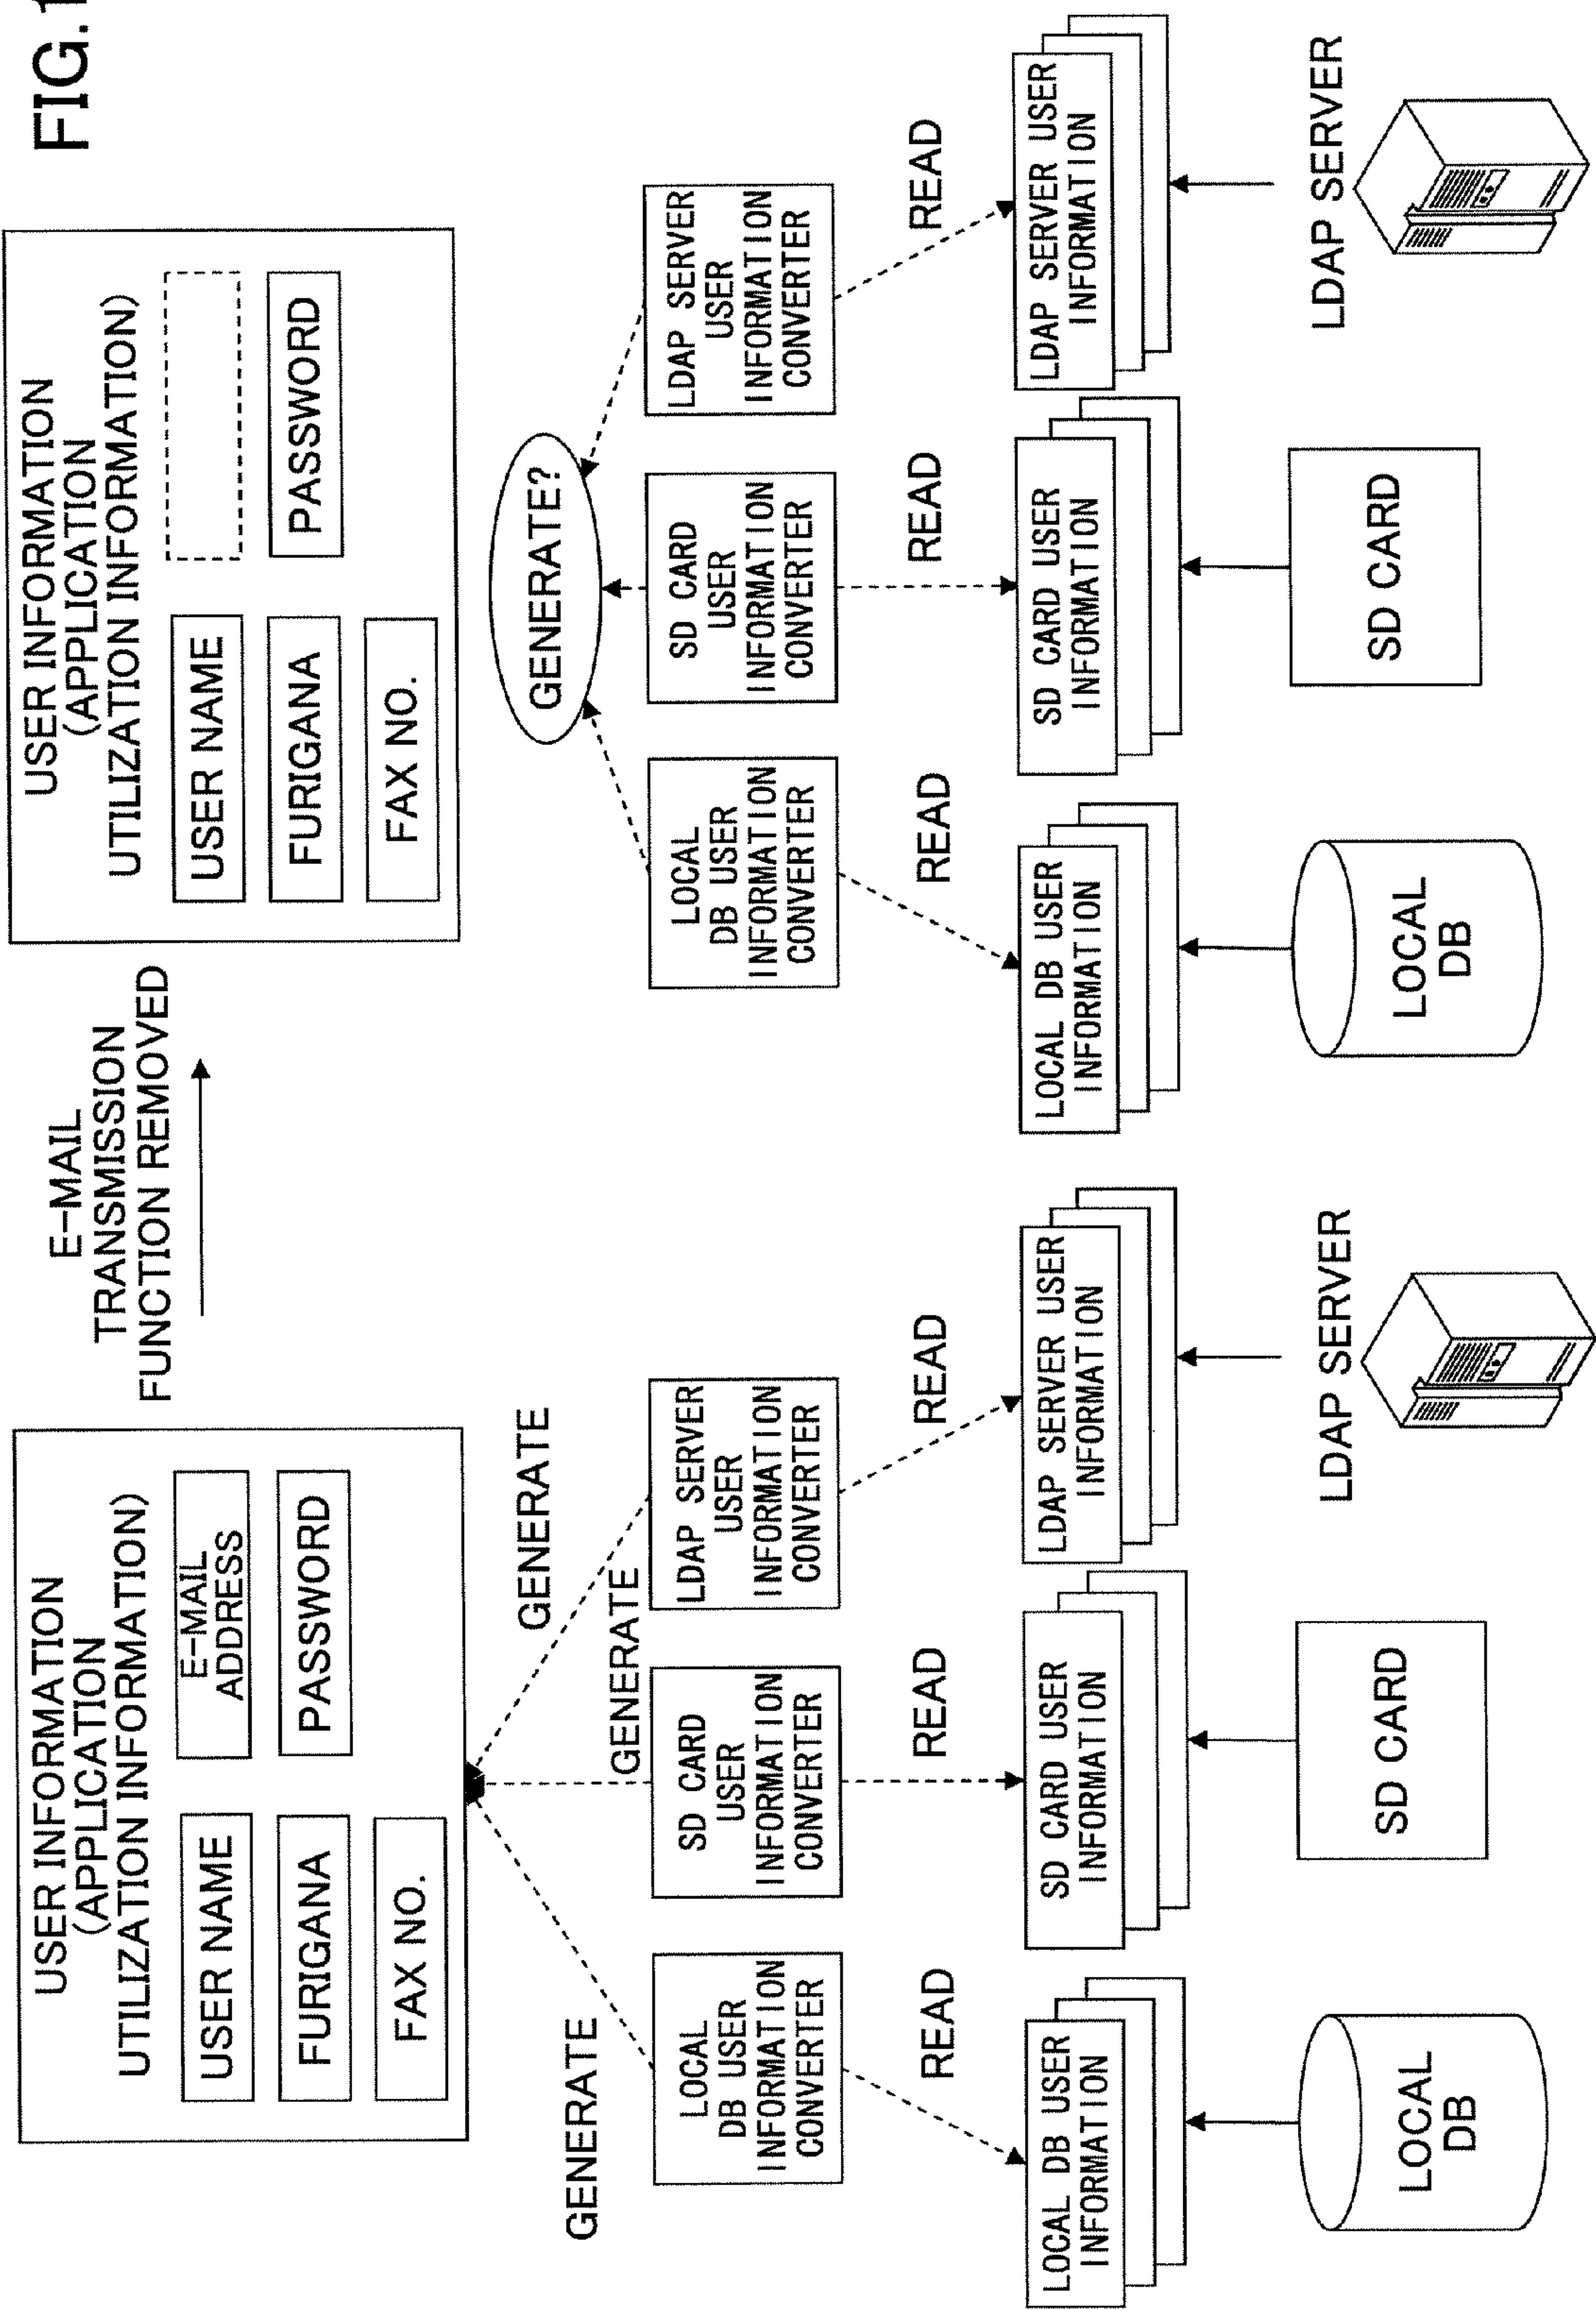 FIG.1
USER INFORMATION
(APPLICATION
UTILIZATION INFORMATION)
USER NAME
E-MAIL
ADDRESS
FURIGANA
PASSWORD
FAX NO.
GENERATE
GENERATE
GENERATE
LOCAL
DB USER
INFORMATION
CONVERTER
SD CARD
USER
INFORMATION
CONVERTER
LDAP SERVER
USER
INFORMATION
CONVERTER
READ
READ
READ
LOCAL DB USER
INFORMATION
SD CARD USER
INFORMATION
LDAP SERVER USER
INFORMATION
LOCAL
DB
SD CARD
LDAP SERVER
E-MAIL
TRANSMISSION
FUNCTION REMOVED
USER INFORMATION
(APPLICATION
UTILIZATION INFORMATION)
USER NAME
FURIGANA
PASSWORD
FAX NO.
GENERATE?
LOCAL
DB USER
INFORMATION
CONVERTER
SD CARD
USER
INFORMATION
CONVERTER
LDAP SERVER
USER
INFORMATION
CONVERTER
READ
READ
READ
LOCAL DB USER
INFORMATION
SD CARD USER
INFORMATION
LDAP SERVER USER
INFORMATION
LOCAL
DB
SD CARD
LDAP SERVER